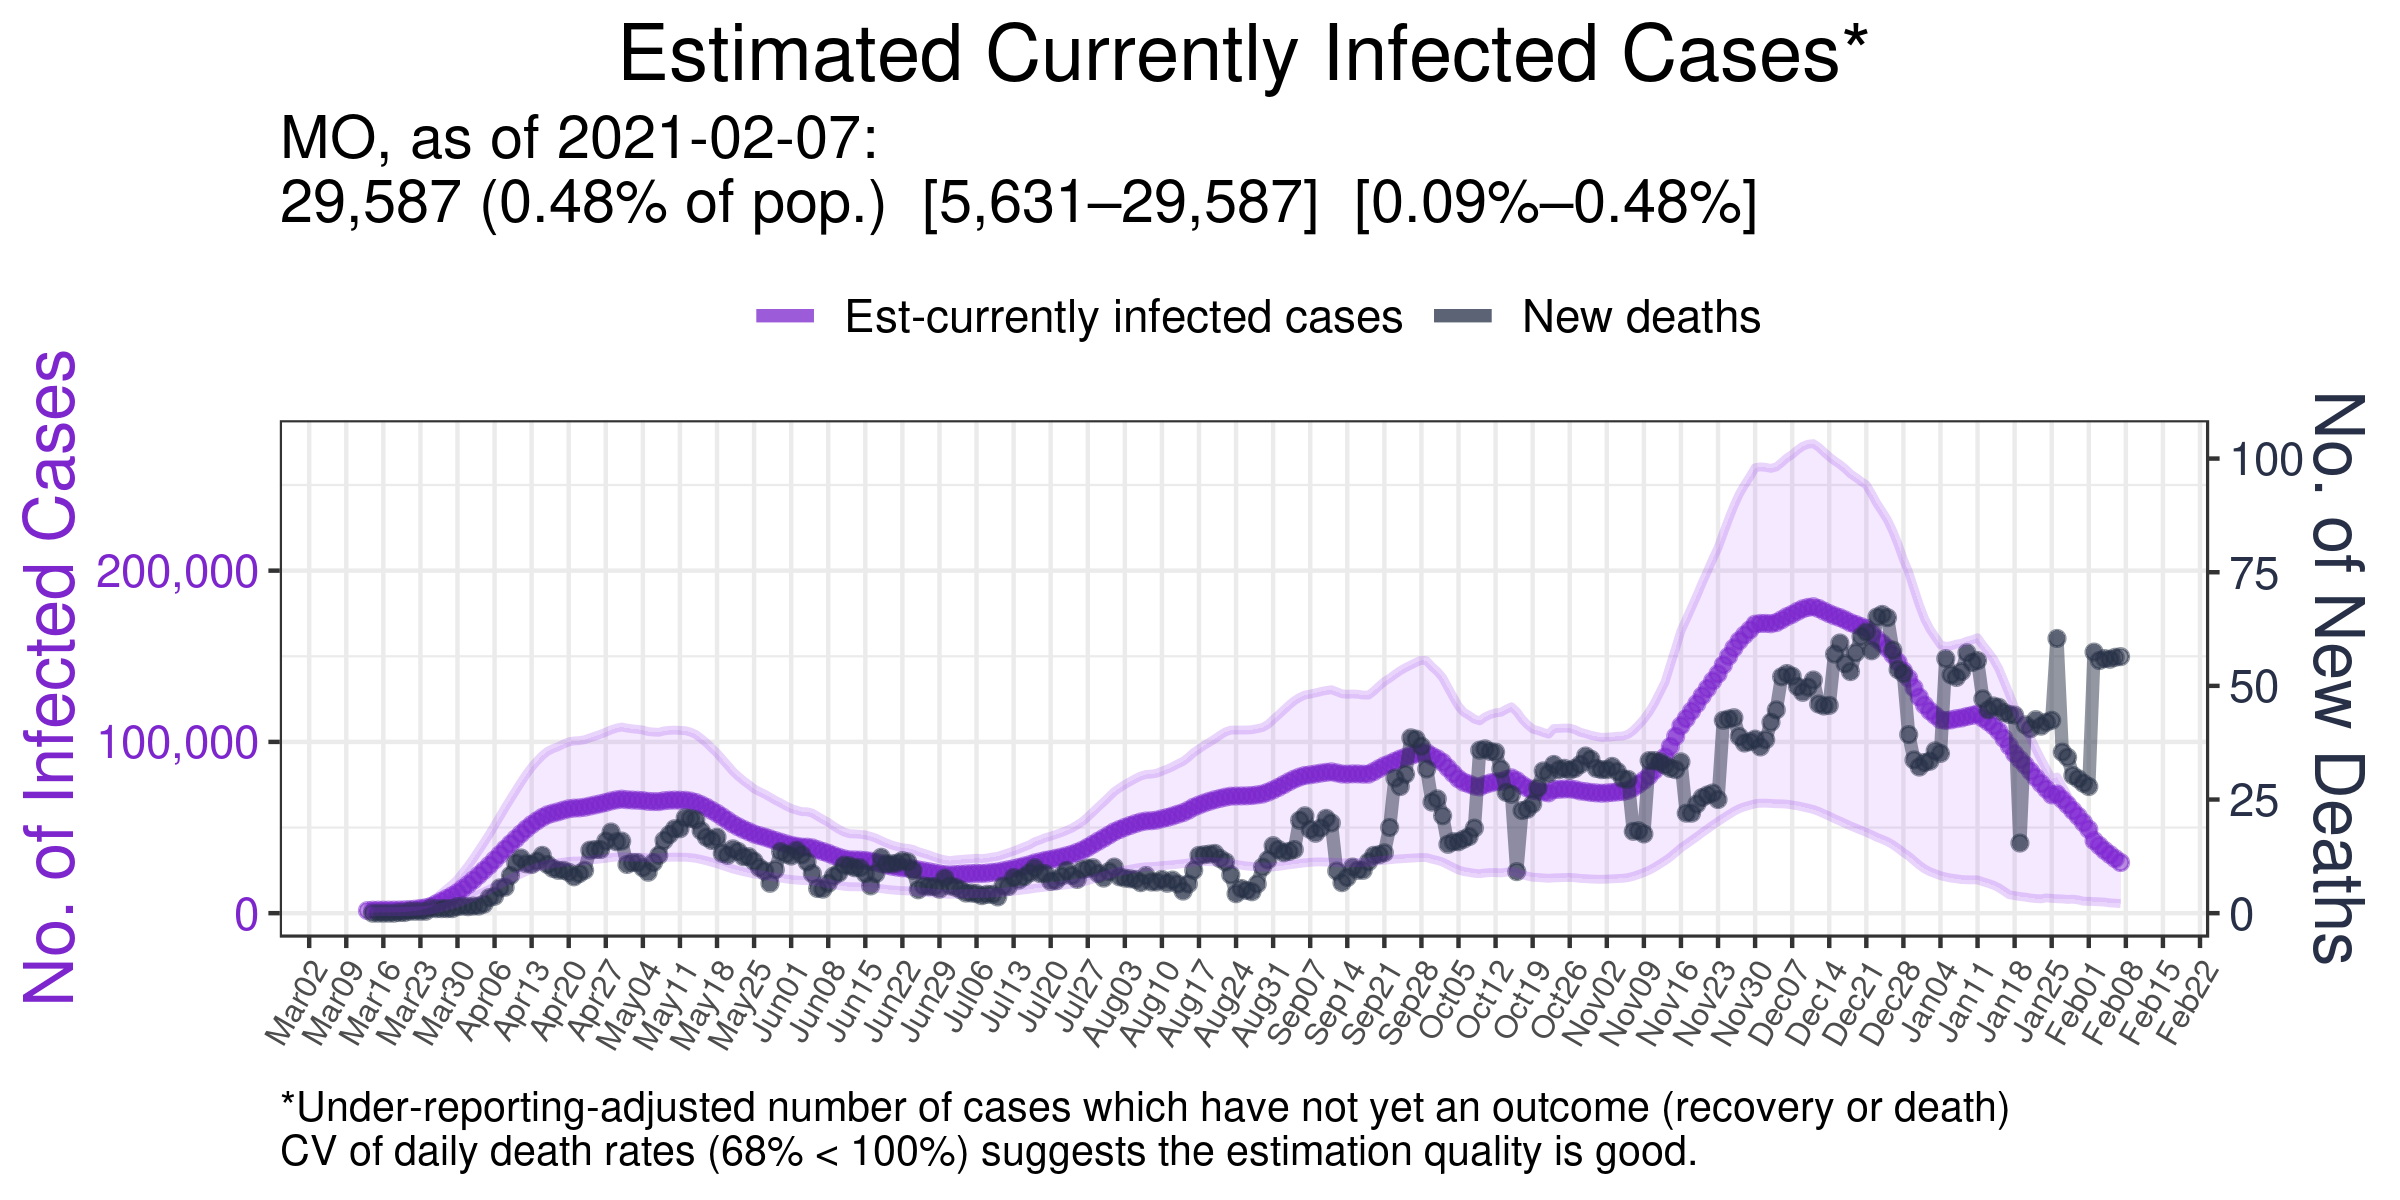 Estimated Currently Infected Cases*
MO, as of 2021-02-07:
29,587 (0.48% of pop.)  [5,631–29,587]  [0.09%–0.48%]
Est-currently infected cases
New deaths
No. of Infected Cases
200,000
100,000
0
100
75
50
25
0
No. of New Deaths
Mar02
Mar09
Mar16
Mar23
Mar30
Apr06
Apr13
Apr20
Apr27
May04
May11
May18
May25
Jun01
Jun08
Jun15
Jun22
Jun29
Jul06
Jul13
Jul20
Jul27
Aug03
Aug10
Aug17
Aug24
Aug31
Sep07
Sep14
Sep21
Sep28
Oct05
Oct12
Oct19
Oct26
Nov02
Nov09
Nov16
Nov23
Nov30
Dec07
Dec14
Dec21
Dec28
Jan04
Jan11
Jan18
Jan25
Feb01
Feb08
Feb15
Feb22
*Under-reporting-adjusted number of cases which have not yet an outcome (recovery or death)
CV of daily death rates (68% < 100%) suggests the estimation quality is good.